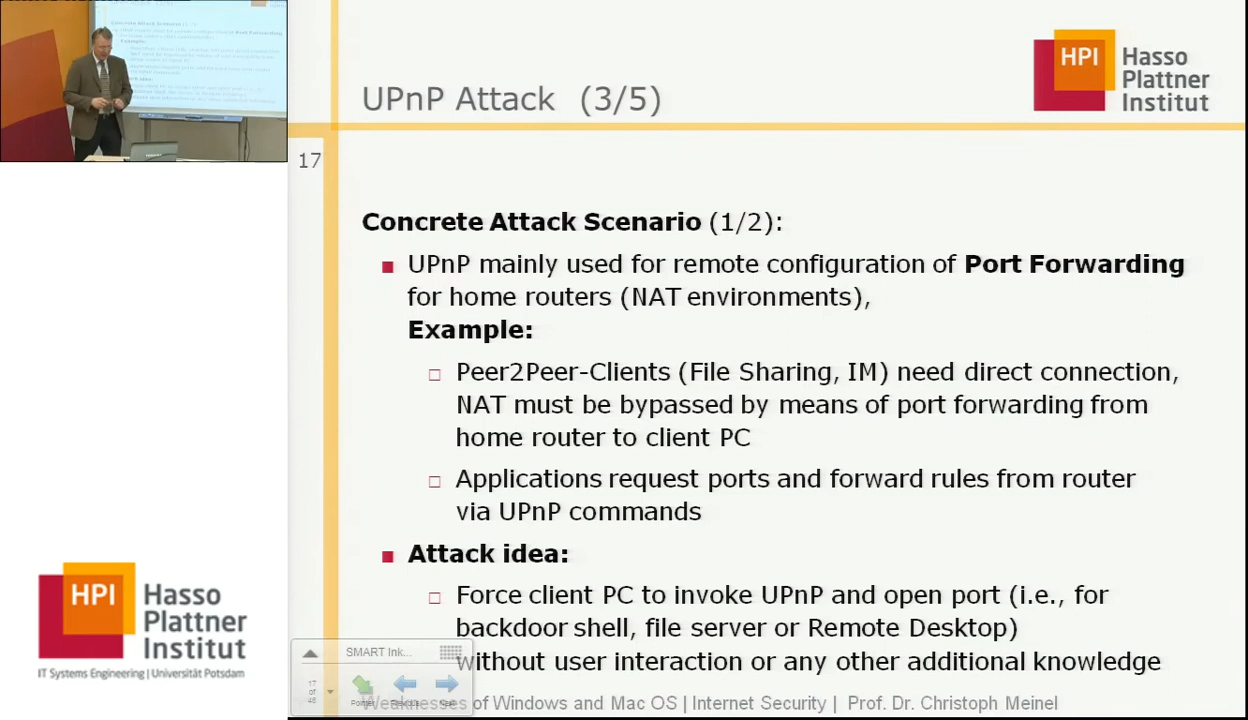 Concrete Attack Scenario
Example:
HPI
Hasso
Plattner
Institut
UPnP Attack (3/5)
17
Concrete Attack Scenario (1/2):
■ UPnP mainly used for remote configuration of Port Forwarding
for home routers (NAT environments),
Example:
□ Peer2Peer-Clients (File Sharing, IM) need direct connection,
NAT must be bypassed by means of port forwarding from
home router to client PC
□ Applications request ports and forward rules from router
via UPnP commands
■ Attack idea:
□ Force client PC to invoke UPnP and open port (i.e., for
backdoor shell, file server or Remote Desktop)
without user interaction or any other additional knowledge
HPI
Hasso
Plattner
Institut
IT Systems Engineering | Universität Potsdam
SMART Ink...
17
of
46
Weaknesses of Windows and Mac OS | Internet Security | Prof. Dr. Christoph Meinel